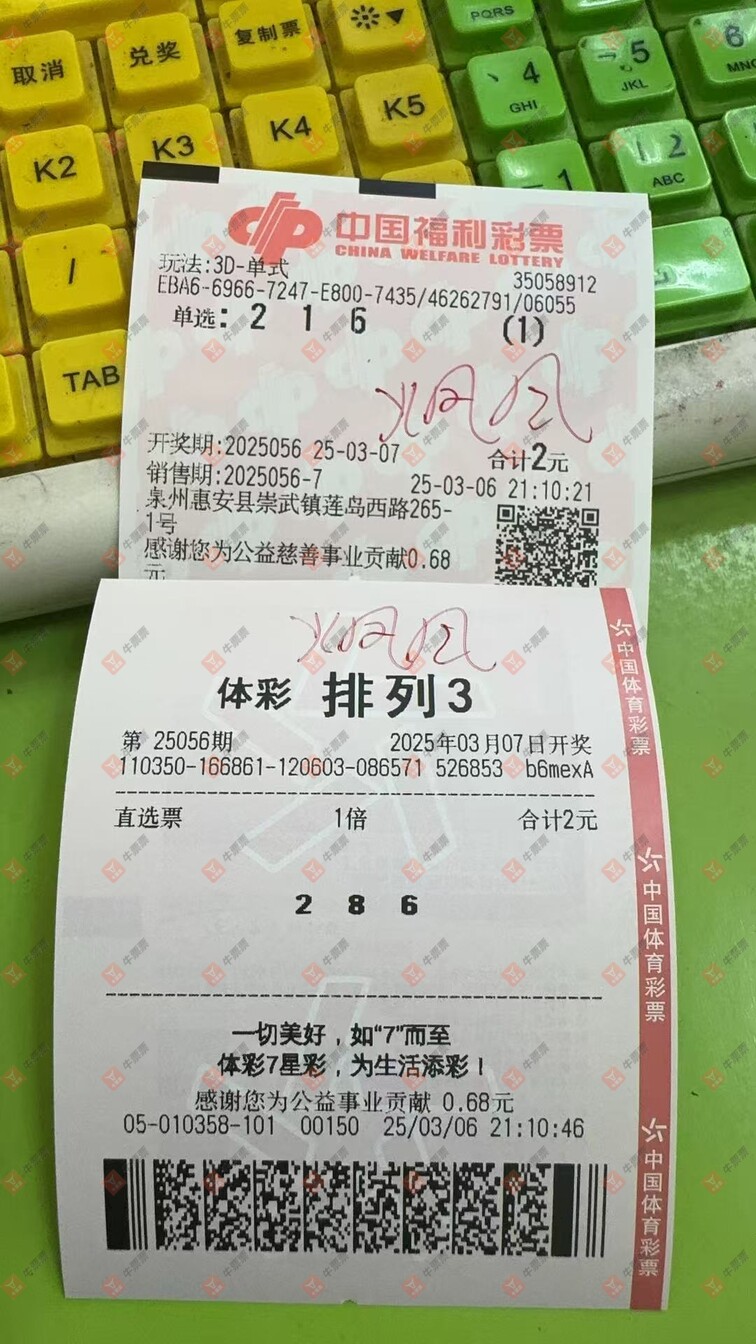 取消
兑奖
复制票
PQRS
4
GHI
5
JKL
6
MNO
K2
K3
K4
K5
1
2
ABC
/
TAB
中国福利彩票
CHINA WELFARE LOTTERY
玩法:3D-单式
35058912
EBA6-6966-7247-E800-7435/46262791/06055
单选: 2 1 6 (1)
火凤凰
开奖期:2025056 25-03-07 合计2元
销售期:2025056-7 25-03-06 21:10:21
泉州惠安县崇武镇莲岛西路265-
1号
感谢您为公益慈善事业贡献0.68
元
火凤凰
体彩 排列3
第 25056期 2025年03月07日开奖
110350-166861-120603-086571 526853 b6mexA
直选票 1倍 合计2元
2 8 6
一切美好，如“7”而至
体彩7星彩，为生活添彩！
感谢您为公益事业贡献 0.68元
05-010358-101 00150 25/03/06 21:10:46
中国体育彩票
中国体育彩票
中国体育彩票
牛票票